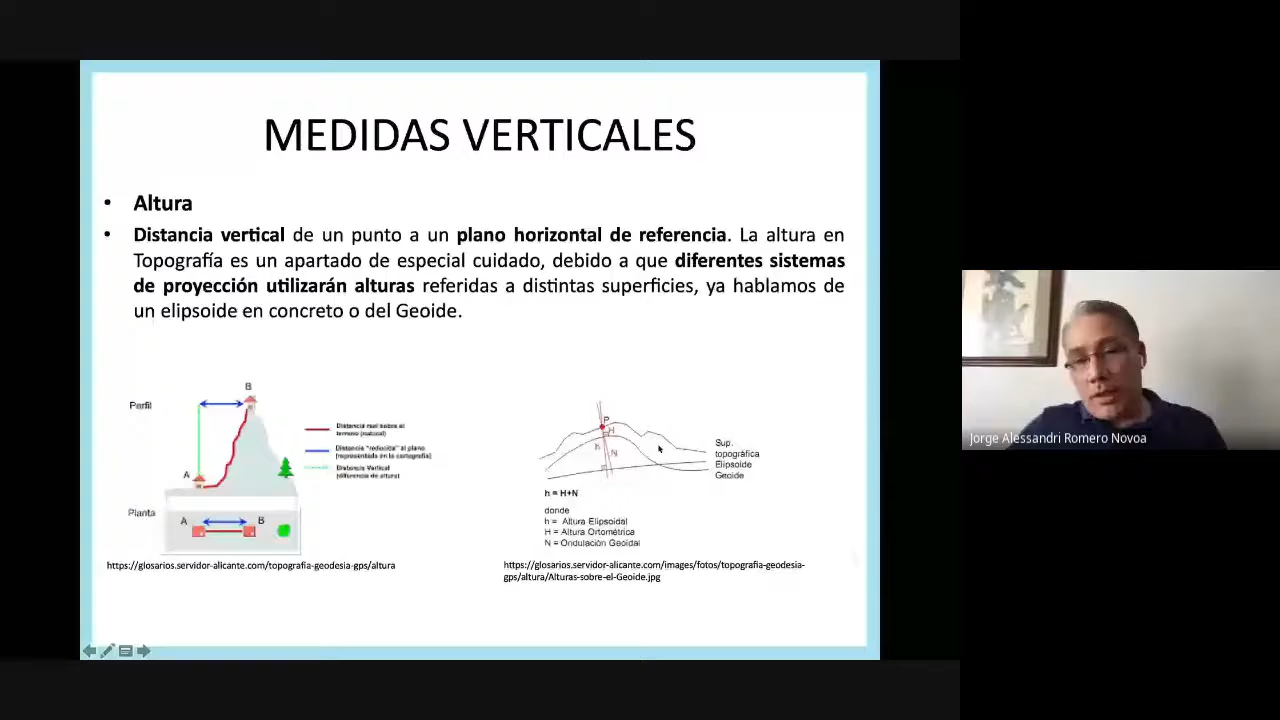 MEDIDAS VERTICALES
• Altura
• Distancia vertical de un punto a un plano horizontal de referencia. La altura en
Topografía es un apartado de especial cuidado, debido a que diferentes sistemas
de proyección utilizarán alturas referidas a distintas superficies, ya hablamos de
un elipsoide en concreto o del Geoide.
Perfil
B
A
Distancia real sobre el
terreno (natural)
Distancia "reducida" al plano
(representada en la cartografía)
Distancia Vertical
(diferencia de altura)
Planta
A
B
https://glosarios.servidor-alicante.com/topografia-geodesia-gps/altura
P
H
h
N
Sup.
topográfica
Elipsoide
Geoide
h = H+N
donde
h = Altura Elipsoidal
H = Altura Ortométrica
N = Ondulación Geoidal
https://glosarios.servidor-alicante.com/images/fotos/topografia-geodesia-
gps/altura/Alturas-sobre-el-Geoide.jpg
Jorge Alessandri Romero Novoa